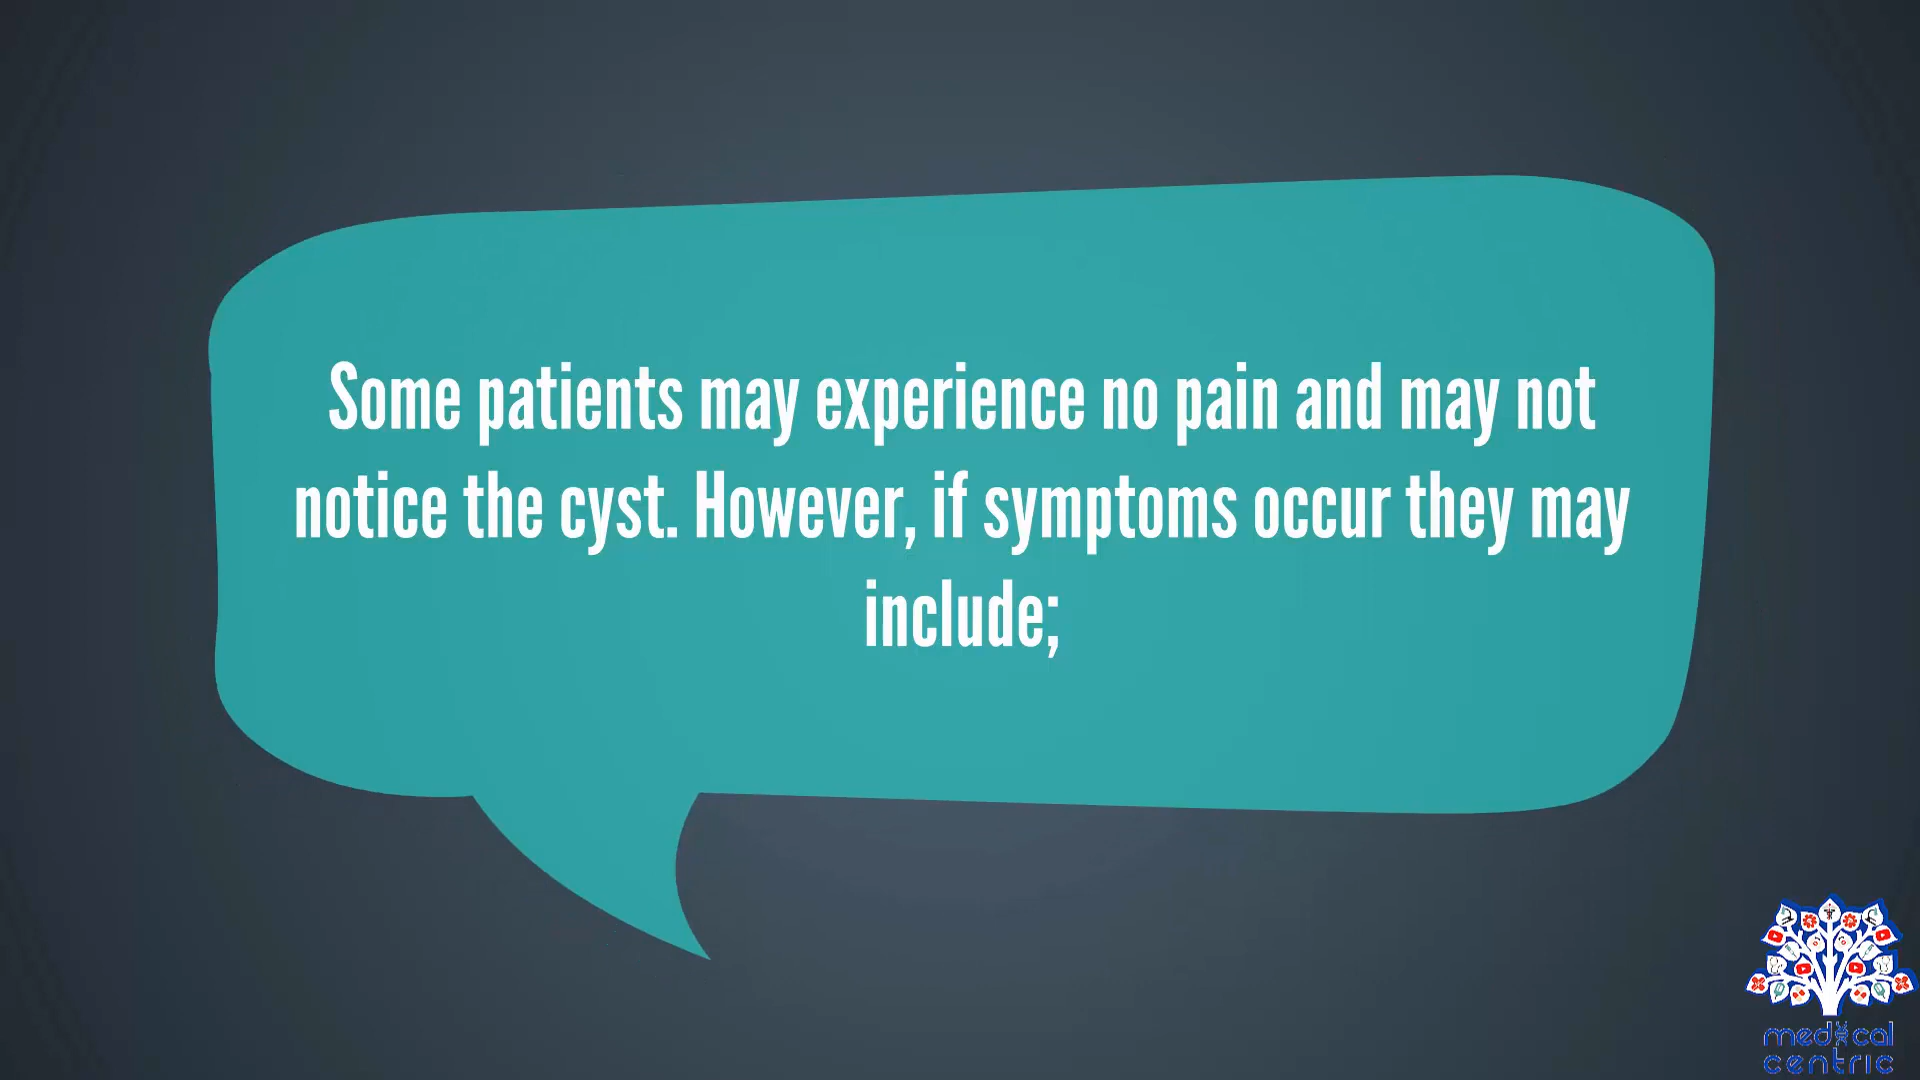 Some patients may experience no pain and may not
notice the cyst. However, if symptoms occur they may
include;
medical
centric